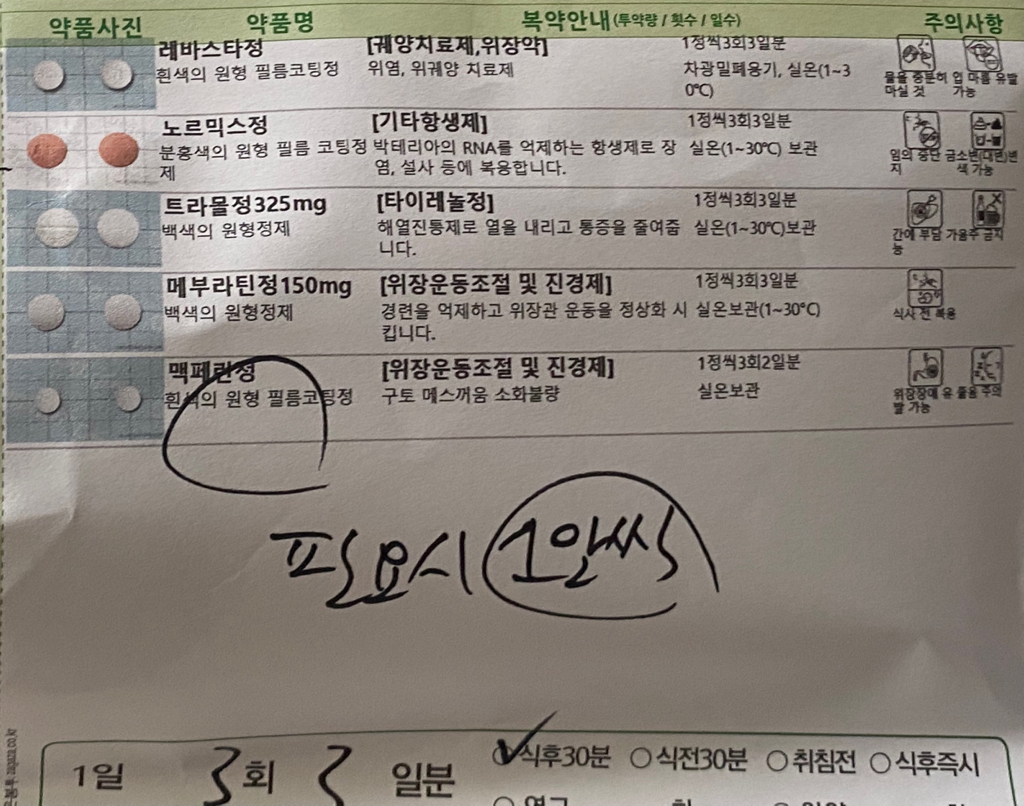 약품사진 약품명 복약안내(투약량 / 횟수 / 일수) 주의사항
레바스타정 [궤양치료제,위장약] 1정씩3회3일분
흰색의 원형 필름코팅정 위염, 위궤양 치료제 차광밀폐용기, 실온(1~3
0℃)
물을 충분히 마실 것
입 마름 유발 가능
노르믹스정 [기타항생제] 1정씩3회3일분
분홍색의 원형 필름 코팅정 박테리아의 RNA를 억제하는 항생제로 장 실온(1~30℃) 보관
제 염, 설사 등에 복용합니다.
임의 중단 금지
소변(대변)변색 가능
트라몰정325mg [타이레놀정] 1정씩3회3일분
백색의 원형정제 해열진통제로 열을 내리고 통증을 줄여줍 실온(1~30℃)보관
니다.
간에 부담 가능
음주 금지
메부라틴정150mg [위장운동조절 및 진경제] 1정씩3회3일분
백색의 원형정제 경련을 억제하고 위장관 운동을 정상화 시 실온보관(1~30℃)
킵니다.
식사 전 복용
맥페란정 [위장운동조절 및 진경제] 1정씩3회2일분
흰색의 원형 필름코팅정 구토 메스꺼움 소화불량 실온보관
위장장애 유발 가능
졸음 주의
필요시 1알씩
1일 3회 3 일분 식후30분 식전30분 취침전 식후즉시